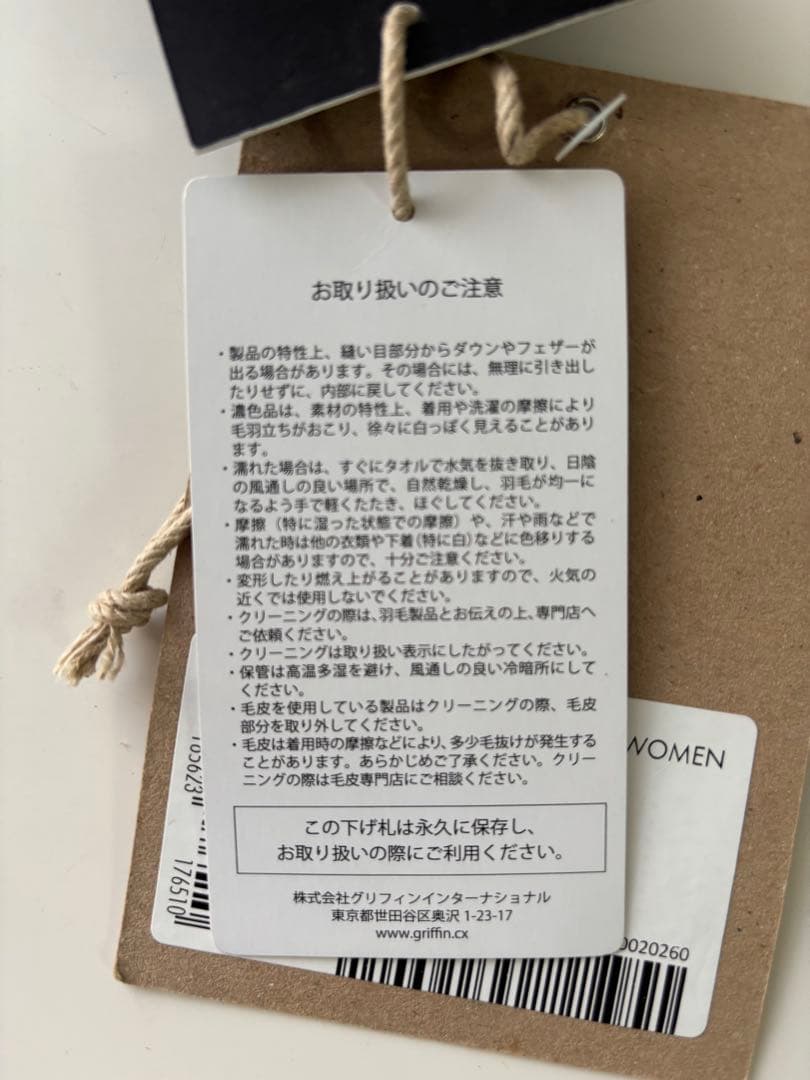 お取り扱いのご注意
・製品の特性上、縫い目部分からダウンやフェザーが
出る場合があります。その場合には、無理に引き出し
たりせずに、内部に戻してください。
・濃色品は、素材の特性上、着用や洗濯の摩擦により
毛羽立ちがおこり、徐々に白っぽく見えることがあり
ます。
・濡れた場合は、すぐにタオルで水気を抜き取り、日陰
の風通しの良い場所で、自然乾燥し、羽毛が均一に
なるよう手で軽くたたき、ほぐしてください。
・摩擦（特に湿った状態での摩擦）や、汗や雨などで
濡れた時は他の衣類や下着（特に白）などに色移りする
場合がありますので、十分ご注意ください。
・変形したり燃え上がることがありますので、火気の
近くでは使用しないでください。
・クリーニングの際は、羽毛製品とお伝えの上、専門店へ
ご依頼ください。
・クリーニングは取り扱い表示にしたがってください。
・保管は高温多湿を避け、風通しの良い冷暗所にして
ください。
・毛皮を使用している製品はクリーニングの際、毛皮
部分を取り外してください。
・毛皮は着用時の摩擦などにより、多少毛抜けが発生する
ことがあります。あらかじめご了承ください。クリー
ニングの際は毛皮専門店にご相談ください。
この下げ札は永久に保存し、
お取り扱いの際にご利用ください。
株式会社グリフィンインターナショナル
東京都世田谷区奥沢 1-23-17
www.griffin.cx
WOMEN
0020260
176510